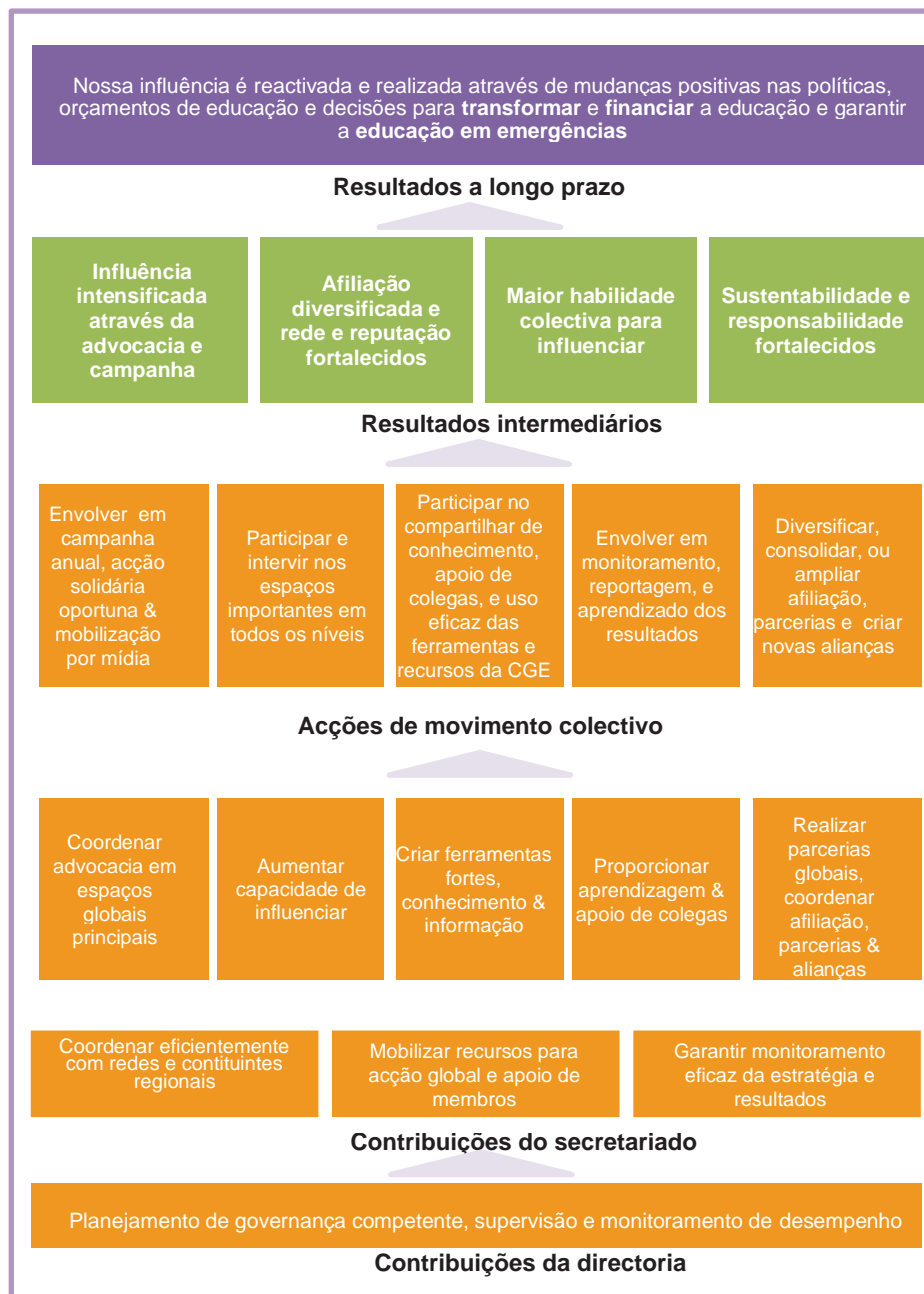 Nossa influência é reactivada e realizada através de mudanças positivas nas políticas,
orçamentos de educação e decisões para transformar e financiar a educação e garantir
a educação em emergências
Resultados a longo prazo
Influência
intensificada
através da
advocacia e
campanha
Afiliação
diversificada e
rede e reputação
fortalecidos
Maior habilidade
colectiva para
influenciar
Sustentabilidade e
responsabilidade
fortalecidos
Resultados intermediários
Envolver em
campanha
anual, acção
solidária
oportuna &
mobilização
por mídia
Participar e
intervir nos
espaços
importantes em
todos os níveis
Participar no
compartilhar de
conhecimento,
apoio de
colegas, e uso
eficaz das
ferramentas e
recursos da CGE
Envolver em
monitoramento,
reportagem, e
aprendizado dos
resultados
Diversificar,
consolidar, ou
ampliar
afiliação,
parcerias e criar
novas alianças
Acções de movimento colectivo
Coordenar
advocacia em
espaços
globais
principais
Aumentar
capacidade de
influenciar
Criar ferramentas
fortes,
conhecimento &
informação
Proporcionar
aprendizagem &
apoio de colegas
Realizar
parcerias
globais,
coordenar
afiliação,
parcerias &
alianças
Coordenar eficientemente
com redes e contituintes
regionais
Mobilizar recursos para
acção global e apoio de
membros
Garantir monitoramento
eficaz da estratégia e
resultados
Contribuições do secretariado
Planejamento de governança competente, supervisão e monitoramento de desempenho
Contribuições da directoria